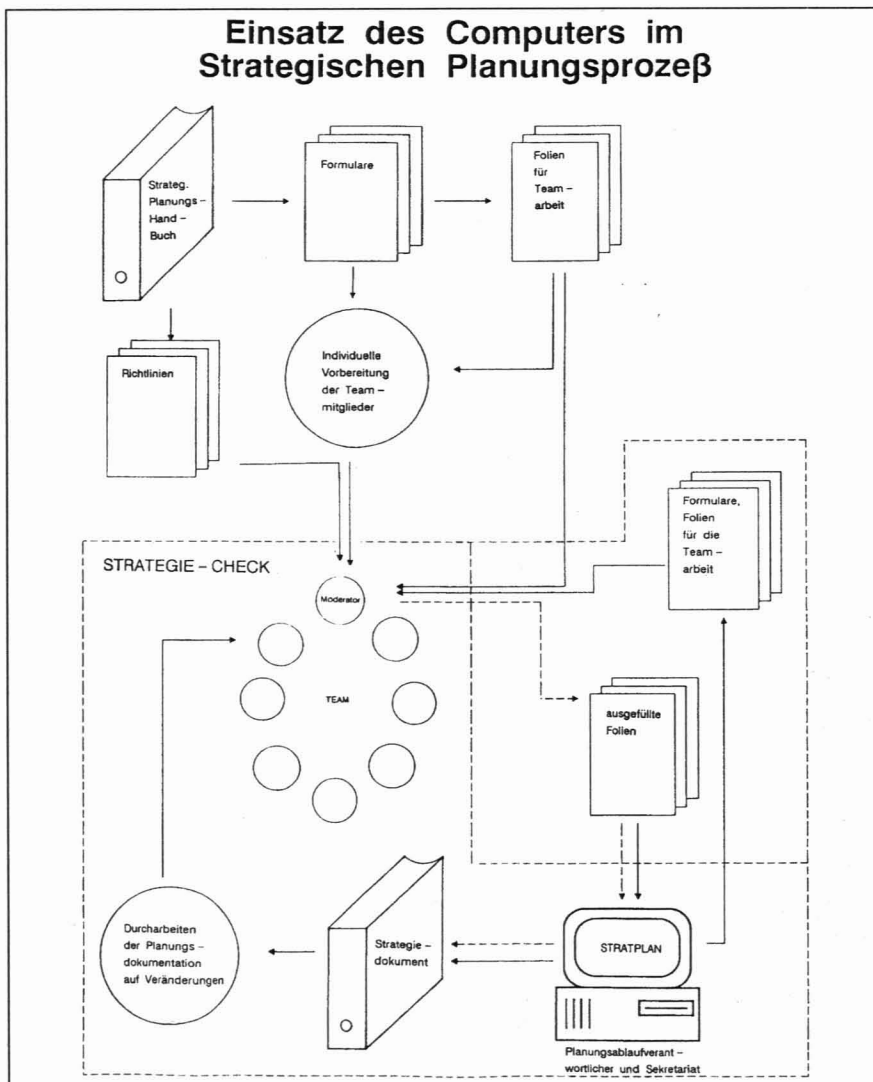 Einsatz des Computers im
Strategischen Planungsprozeß
Strateg.
Planungs –
Hand –
Buch
Formulare
Folien
für
Team –
arbeit
Richtlinien
Individuelle
Vorbereitung
der Team –
mitglieder
STRATEGIE – CHECK
Moderator
TEAM
Formulare,
Folien
für die
Team –
arbeit
ausgefüllte
Folien
Durcharbeiten
der Planungs –
dokumentation
auf Veränderungen
Strategie –
dokument
STRATPLAN
Planungsablaufverant –
wortlicher und Sekretariat